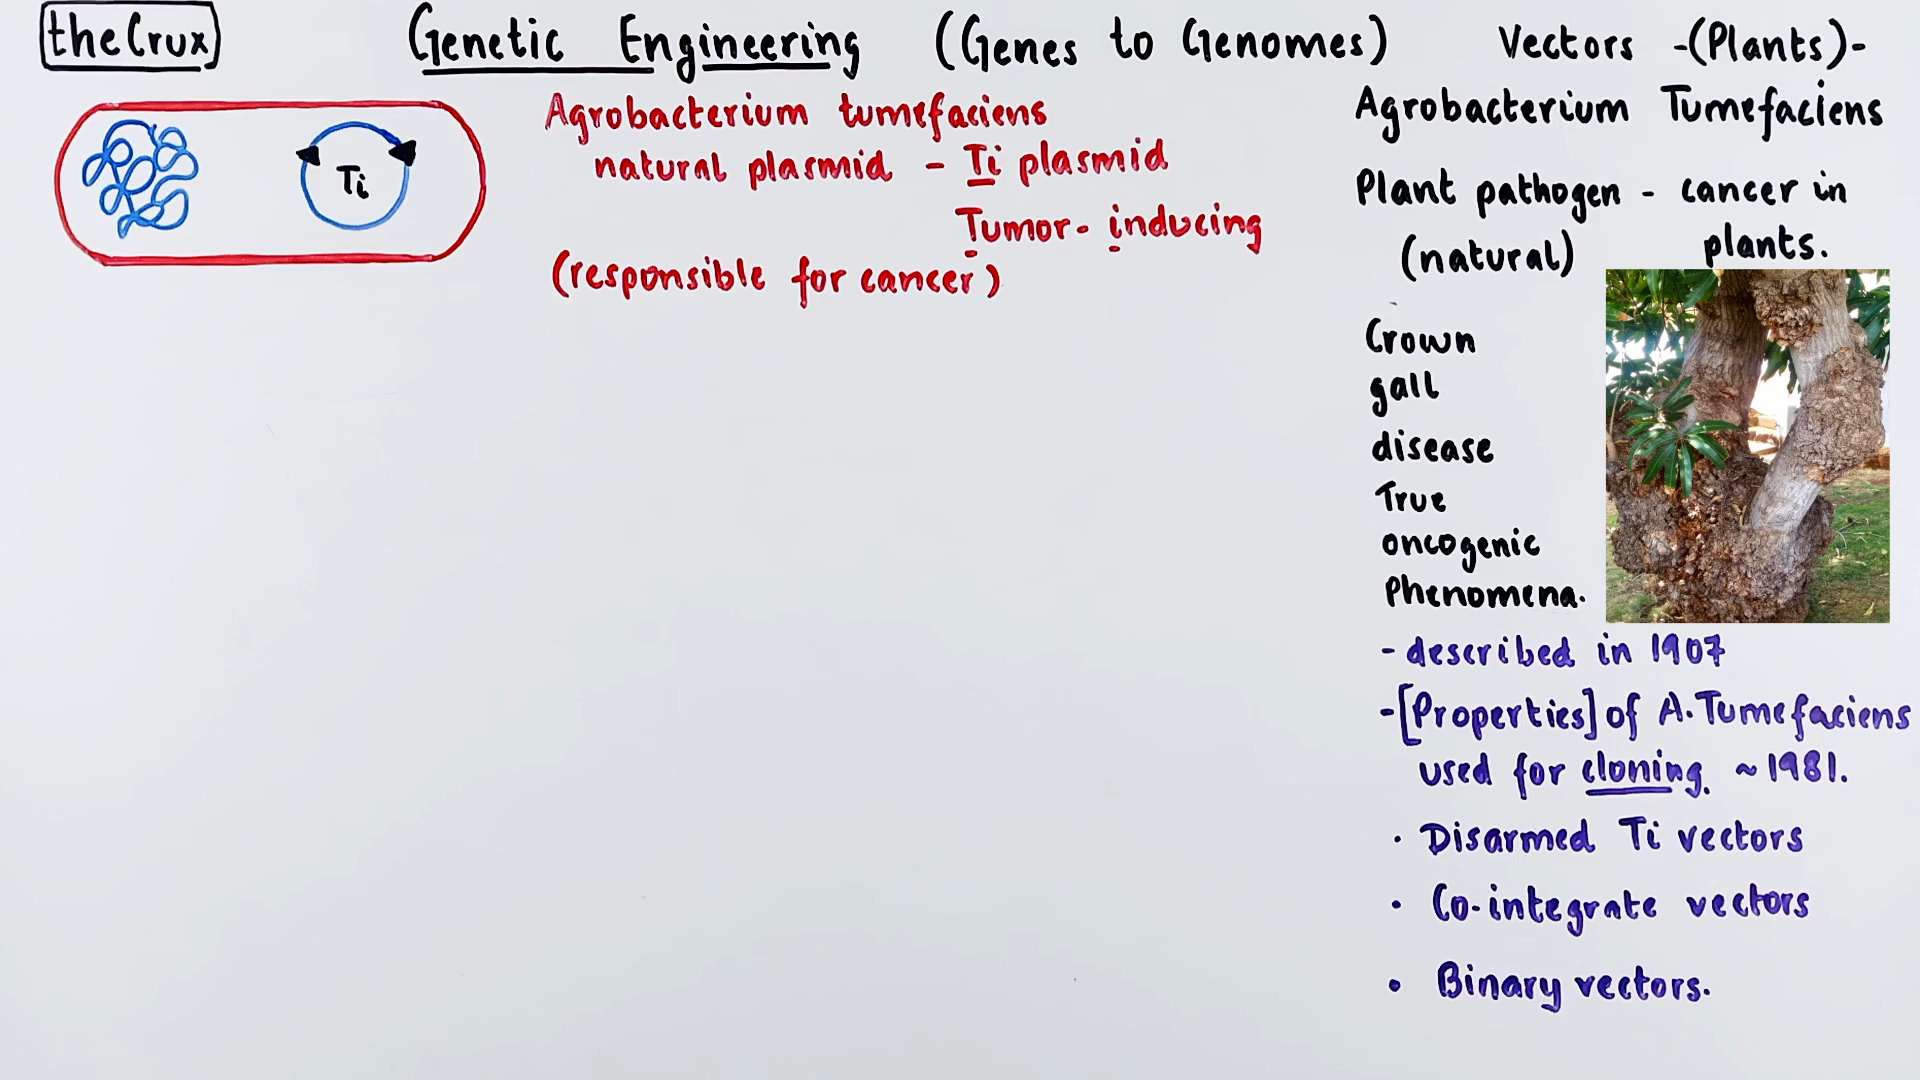 theCrux
Genetic Engineering (Genes to Genomes)
Vectors -(Plants)-
Ti
Agrobacterium tumefaciens
natural plasmid - Ti plasmid
Tumor-inducing
(responsible for cancer)
Agrobacterium Tumefaciens
Plant pathogen - cancer in
(natural) plants.
Crown
gall
disease
True
oncogenic
Phenomena.
- described in 1907
- [Properties] of A. Tumefaciens
used for cloning. ~1981.
• Disarmed Ti vectors
• Co-integrate vectors
• Binary vectors.